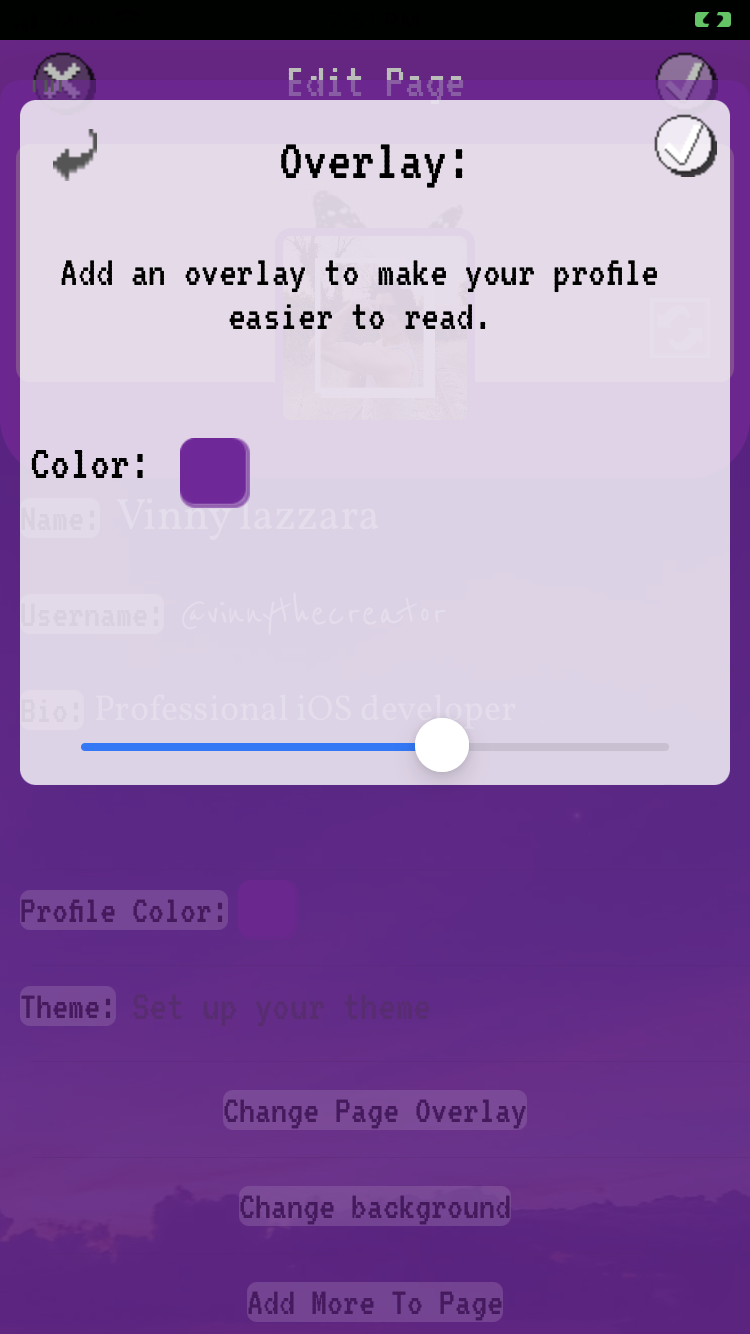 Edit Page
Overlay:
Add an overlay to make your profile
easier to read.
Color:
Name: Vinny Iazzara
Username: @vinnythecreator
Bio: Professional iOS developer
Profile Color:
Theme: Set up your theme
Change Page Overlay
Change background
Add More To Page